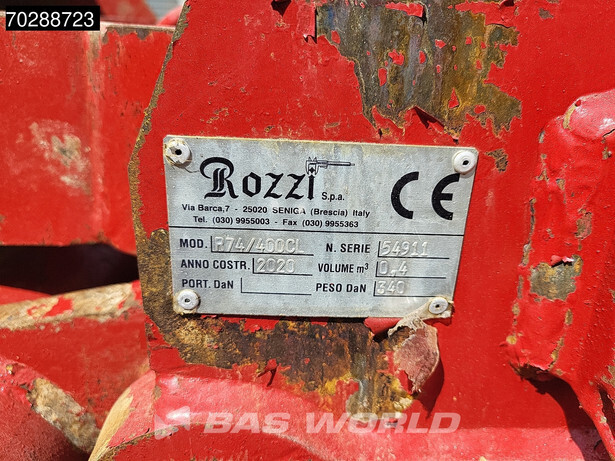 70288723
Rozzi S.p.a.
CE
Via Barca,7 - 25020 SENIGA (Brescia) Italy
Tel. (030) 9955003 - Fax (030) 9955363
MOD. R74/400CL N. SERIE 54911
ANNO COSTR. 2020 VOLUME m³ 0.4
PORT. DaN PESO DaN 340
BAS WORLD